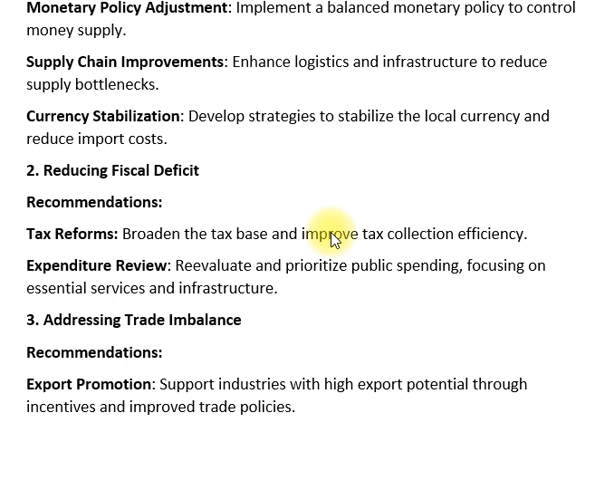 Monetary Policy Adjustment: Implement a balanced monetary policy to control
money supply.
Supply Chain Improvements: Enhance logistics and infrastructure to reduce
supply bottlenecks.
Currency Stabilization: Develop strategies to stabilize the local currency and
reduce import costs.
2. Reducing Fiscal Deficit
Recommendations:
Tax Reforms: Broaden the tax base and improve tax collection efficiency.
Expenditure Review: Reevaluate and prioritize public spending, focusing on
essential services and infrastructure.
3. Addressing Trade Imbalance
Recommendations:
Export Promotion: Support industries with high export potential through
incentives and improved trade policies.